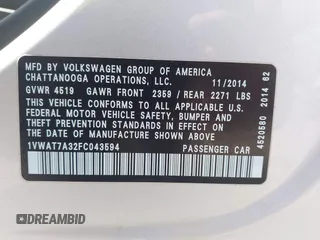 MFD BY VOLKSWAGEN GROUP OF AMERICA
CHATTANOOGA OPERATIONS, LLC. 11/2014
GVWR 4519 GAWR FRONT 2359 / REAR 2271 LBS
THIS VEHICLE CONFORMS TO ALL APPLICABLE
FEDERAL MOTOR VEHICLE SAFETY, BUMPER AND
THEFT PREVENTION STANDARDS IN EFFECT ON THE
DATE OF MANUFACTURE SHOWN ABOVE
1VWAT7A32FC043594 PASSENGER CAR
4520580 2014 62
AUTOBIDMASTER